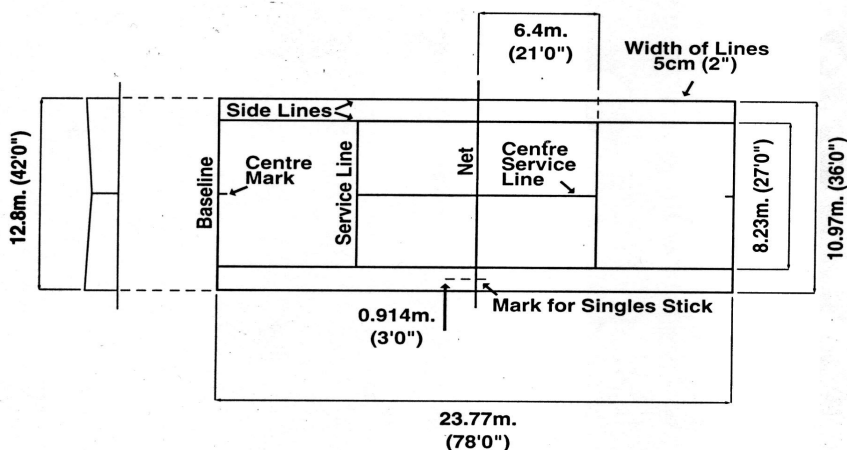 6.4m.
(21'0")
Width of Lines
5cm (2")
Side Lines
12.8m. (42'0")
Baseline
Centre
Mark
Service Line
Net
Cenfre
Service
Line
8.23m. (27'0")
10.97m. (36'0")
0.914m.
(3'0")
Mark for Singles Stick
23.77m.
(78'0")